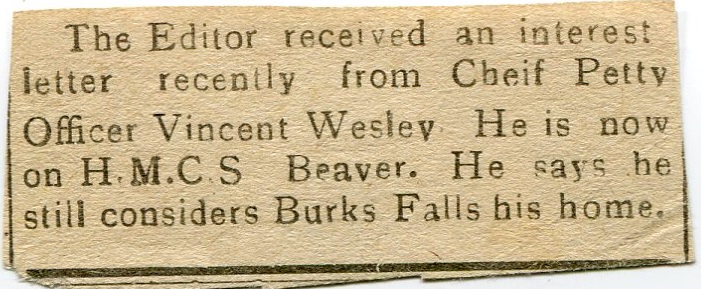 The Editor received an interest
letter recently from Cheif Petty
Officer Vincent Wesley. He is now
on H.M.C.S Beaver. He says he
still considers Burks Falls his home.